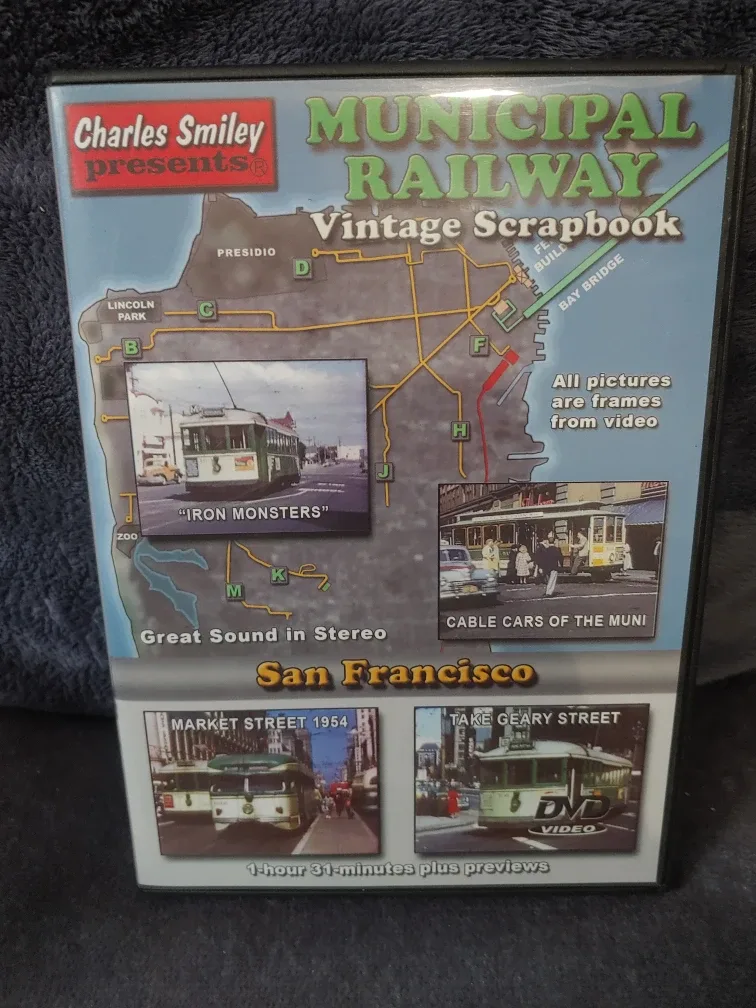 Charles Smiley
presents®
MUNICIPAL
RAILWAY
Vintage Scrapbook
PRESIDIO
D
BAY BRIDGE
LINCOLN
PARK
C
B
F
All pictures
are frames
from video
H
J
"IRON MONSTERS"
ZOO
K
M
CABLE CARS OF THE MUNI
Great Sound in Stereo
San Francisco
MARKET STREET 1954
TAKE GEARY STREET
DVD
VIDEO
1-hour 31-minutes plus previews